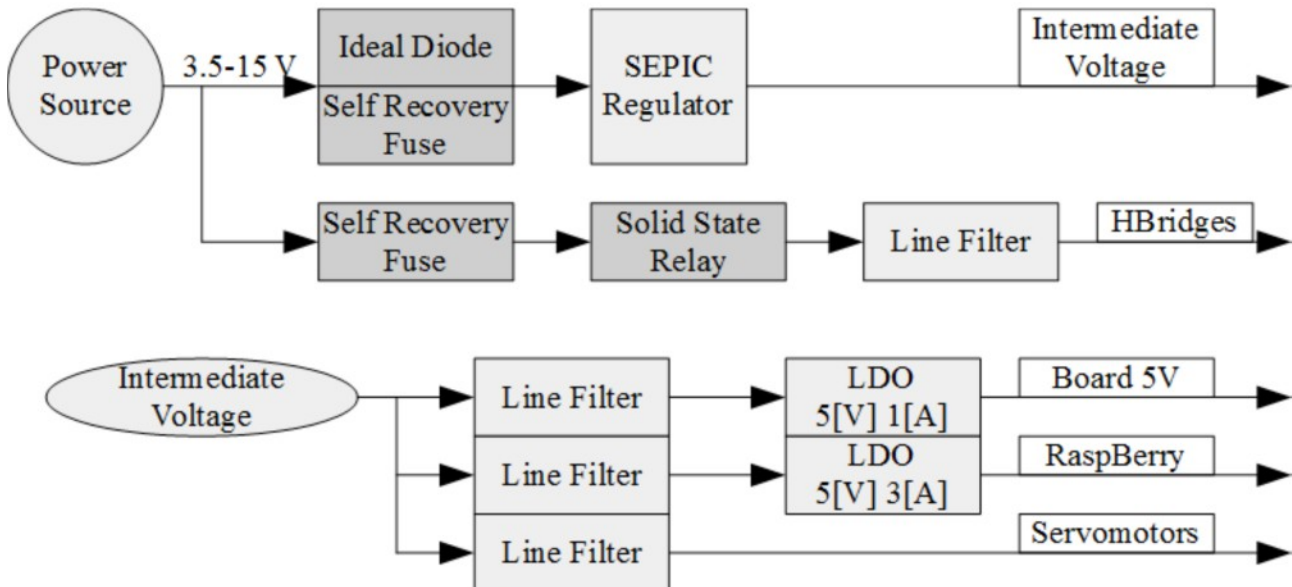 Power
Source
3.5-15 V
Ideal Diode
Self Recovery
Fuse
SEPIC
Regulator
Intermediate
Voltage
Self Recovery
Fuse
Solid State
Relay
Line Filter
HBridges
Intermediate
Voltage
Line Filter
LDO
5[V] 1[A]
Board 5V
Line Filter
LDO
5[V] 3[A]
RaspBerry
Line Filter
Servomotors